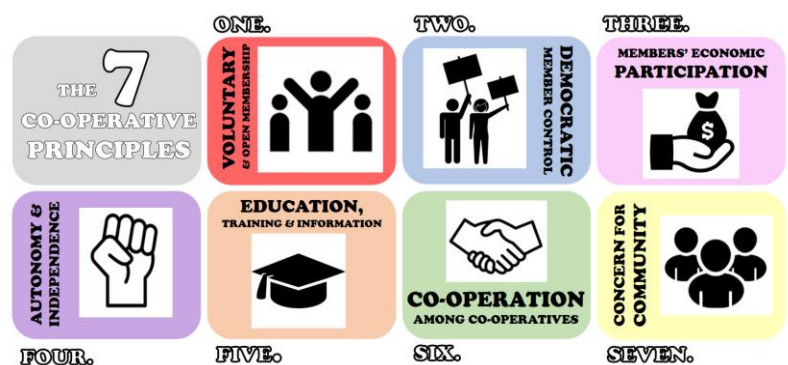 THE 7
CO-OPERATIVE
PRINCIPLES
ONE.
VOLUNTARY
& OPEN MEMBERSHIP
TWO.
DEMOCRATIC
MEMBER CONTROL
THREE.
MEMBERS' ECONOMIC
PARTICIPATION
$
AUTONOMY &
INDEPENDENCE
FOUR.
EDUCATION,
TRAINING & INFORMATION
FIVE.
CO-OPERATION
AMONG CO-OPERATIVES
SIX.
CONCERN FOR
COMMUNITY
SEVEN.